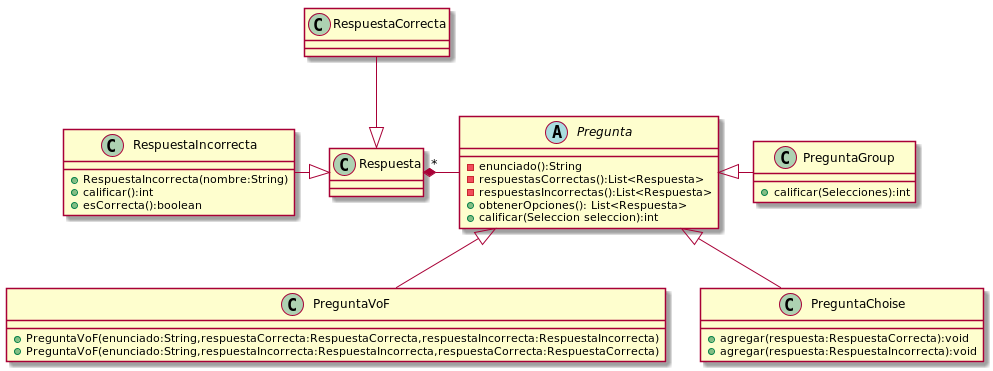 C RespuestaCorrecta
C RespuestaIncorrecta
RespuestaIncorrecta(nombre:String)
calificar():int
esCorrecta():boolean
C Respuesta
*
A Pregunta
enunciado():String
respuestasCorrectas():List<Respuesta>
respuestasIncorrectas():List<Respuesta>
obtenerOpciones(): List<Respuesta>
calificar(Seleccion seleccion):int
C PreguntaGroup
calificar(Selecciones):int
C PreguntaVoF
PreguntaVoF(enunciado:String,respuestaCorrecta:RespuestaCorrecta,respuestaIncorrecta:RespuestaIncorrecta)
PreguntaVoF(enunciado:String,respuestaIncorrecta:RespuestaIncorrecta,respuestaCorrecta:RespuestaCorrecta)
C PreguntaChoise
agregar(respuesta:RespuestaCorrecta):void
agregar(respuesta:RespuestaIncorrecta):void